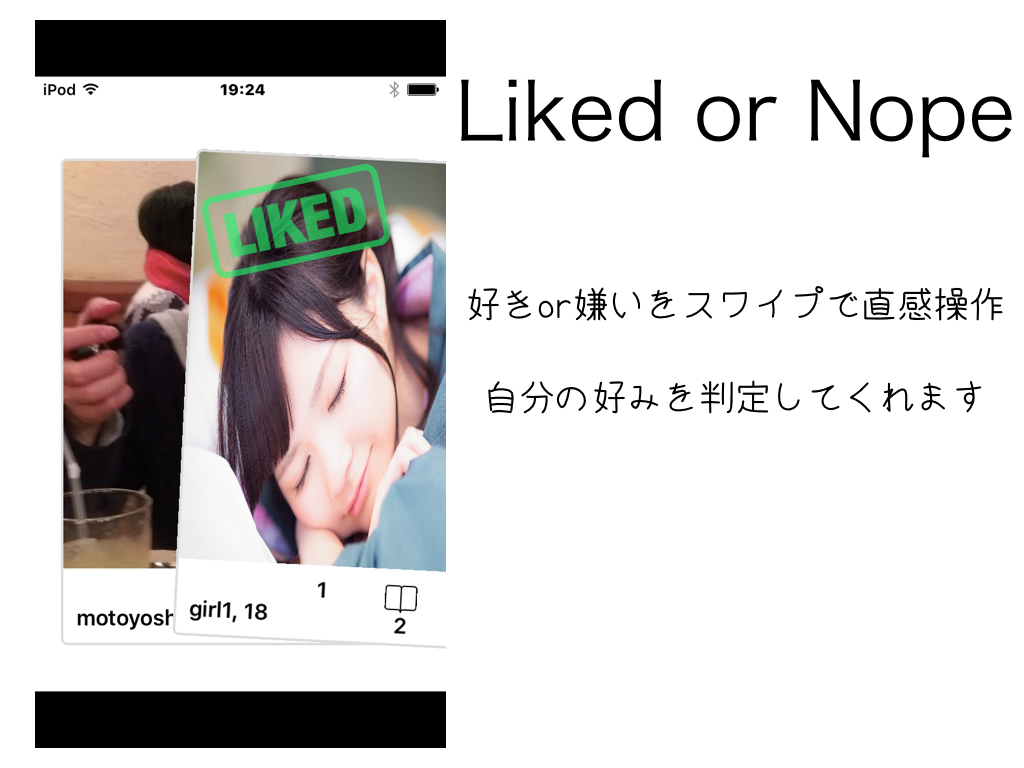 iPod 19:24
Liked or Nope
LIKED
好きor嫌いをスワイプで直感操作
自分の好みを判定してくれます
motoyosh
girl1, 18
1
2